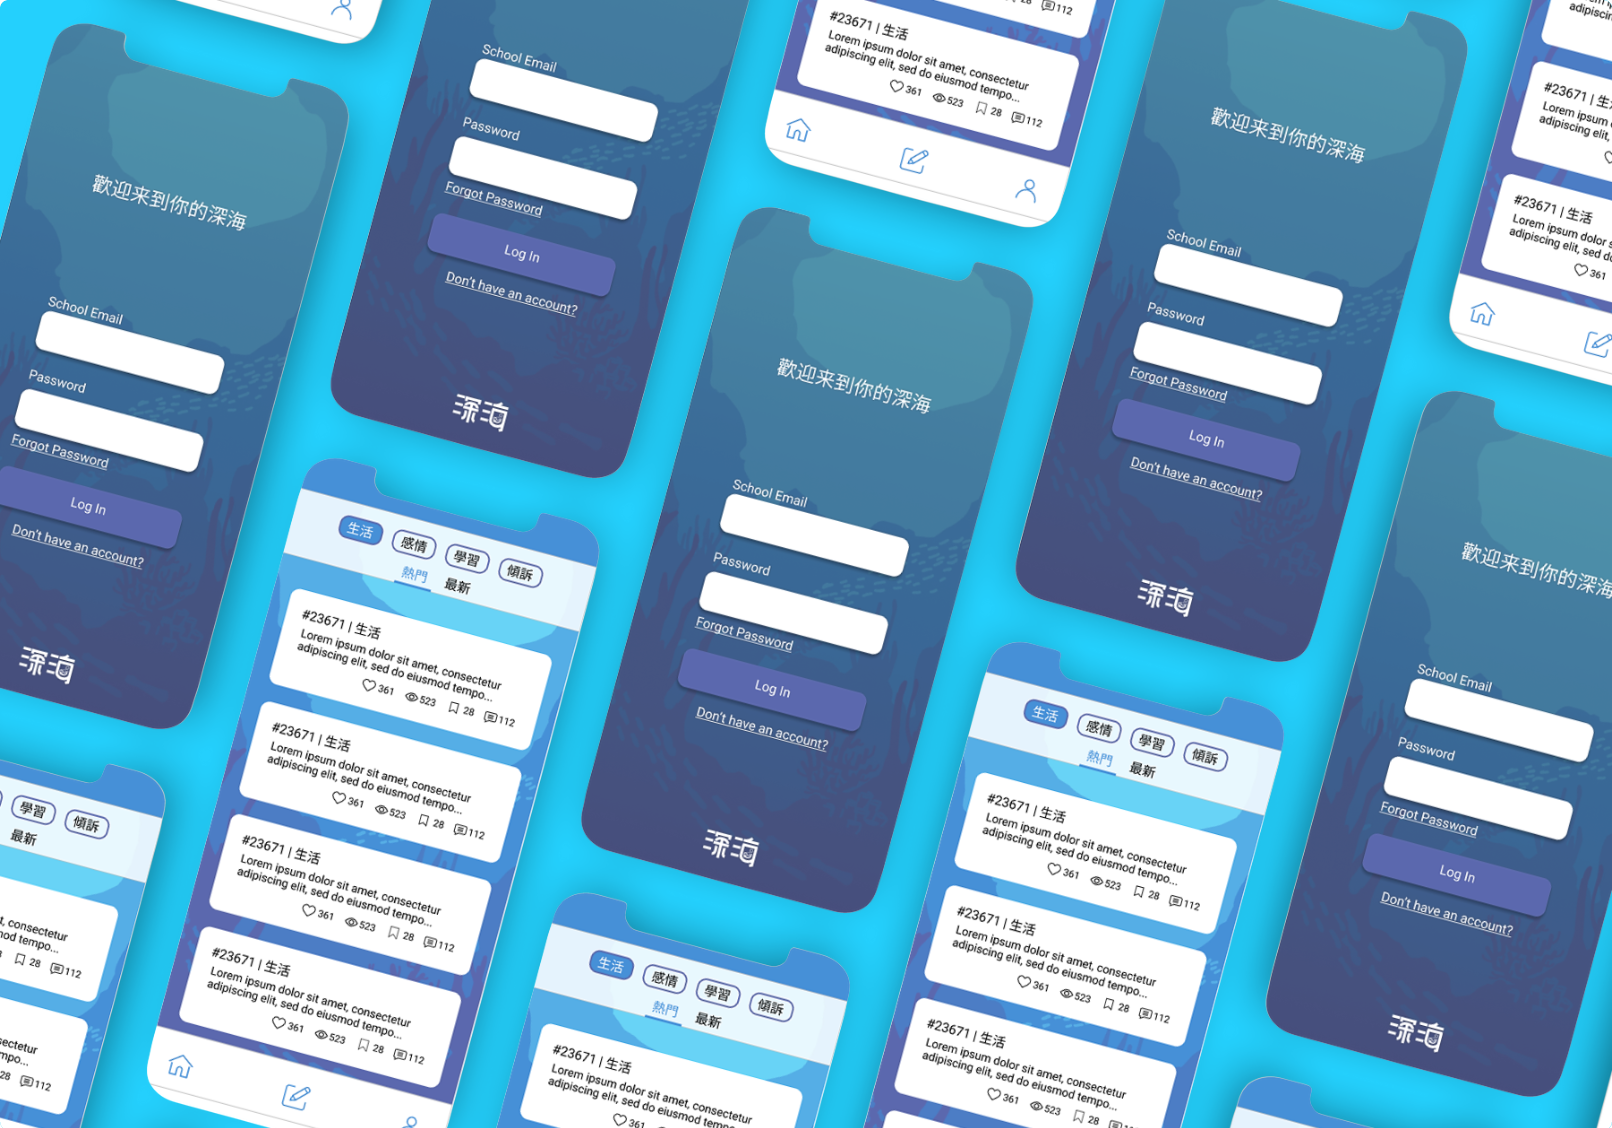 歡迎来到你的深海
School Email
Password
Forgot Password
Log In
Don't have an account?
深海
學習
傾訴
最新
28
112
28
112
School Email
Password
Forgot Password
Log In
Don't have an account?
深海
生活
感情
學習
傾訴
熱門
最新
#23671 | 生活
Lorem ipsum dolor sit amet, consectetur
adipiscing elit, sed do eiusmod tempo...
361 523 28 112
#23671 | 生活
Lorem ipsum dolor sit amet, consectetur
adipiscing elit, sed do eiusmod tempo...
361 523 28 112
#23671 | 生活
Lorem ipsum dolor sit amet, consectetur
adipiscing elit, sed do eiusmod tempo...
361 523 28 112
#23671 | 生活
Lorem ipsum dolor sit amet, consectetur
adipiscing elit, sed do eiusmod tempo...
361 523 28 112
28 112
#23671 | 生活
Lorem ipsum dolor sit amet, consectetur
adipiscing elit, sed do eiusmod tempo...
361 523 28 112
歡迎来到你的深海
School Email
Password
Forgot Password
Log In
Don't have an account?
深海
生活
感情
學習
傾訴
熱門
最新
#23671 | 生活
Lorem ipsum dolor sit amet, consectetur
adipiscing elit, sed do eiusmod tempo...
361
歡迎来到你的深海
School Email
Password
Forgot Password
Log In
Don't have an account?
深海
生活
感情
學習
傾訴
熱門
最新
#23671 | 生活
Lorem ipsum dolor sit amet, consectetur
adipiscing elit, sed do eiusmod tempo...
361 523 28 112
#23671 | 生活
Lorem ipsum dolor sit amet, consectetur
adipiscing elit, sed do eiusmod tempo...
361 523 28 112
#23671 | 生活
Lorem ipsum dolor sit amet, consectetur
adipiscing elit, sed do eiusmod tempo...
361 523 28
#23671
Lorem ipsum
adipiscing elit,
#23671 | 生活
Lorem ipsum dolor
adipiscing elit, sed
361
歡迎来到你的深海
School Email
Password
Forgot Password
Log In
Don't have an account?
深海